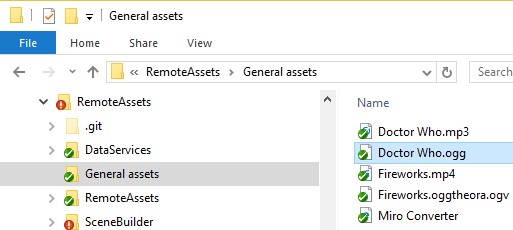 General assets
File Home Share View
« RemoteAssets > General assets
Search
RemoteAssets
.git
DataServices
General assets
RemoteAssets
SceneBuilder
Name
Doctor Who.mp3
Doctor Who.ogg
Fireworks.mp4
Fireworks.oggtheora.ogv
Miro Converter